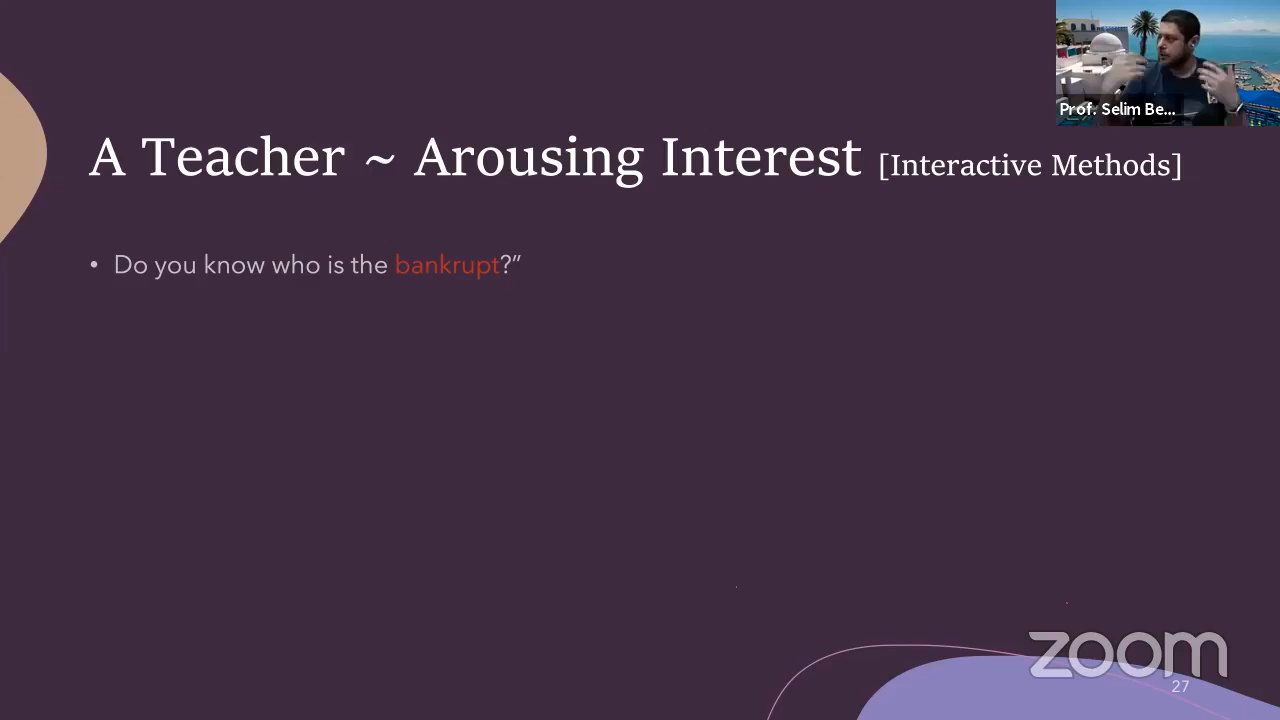 Prof. Selim Be...
A Teacher ~ Arousing Interest [Interactive Methods]
• Do you know who is the bankrupt?”
zoom
27